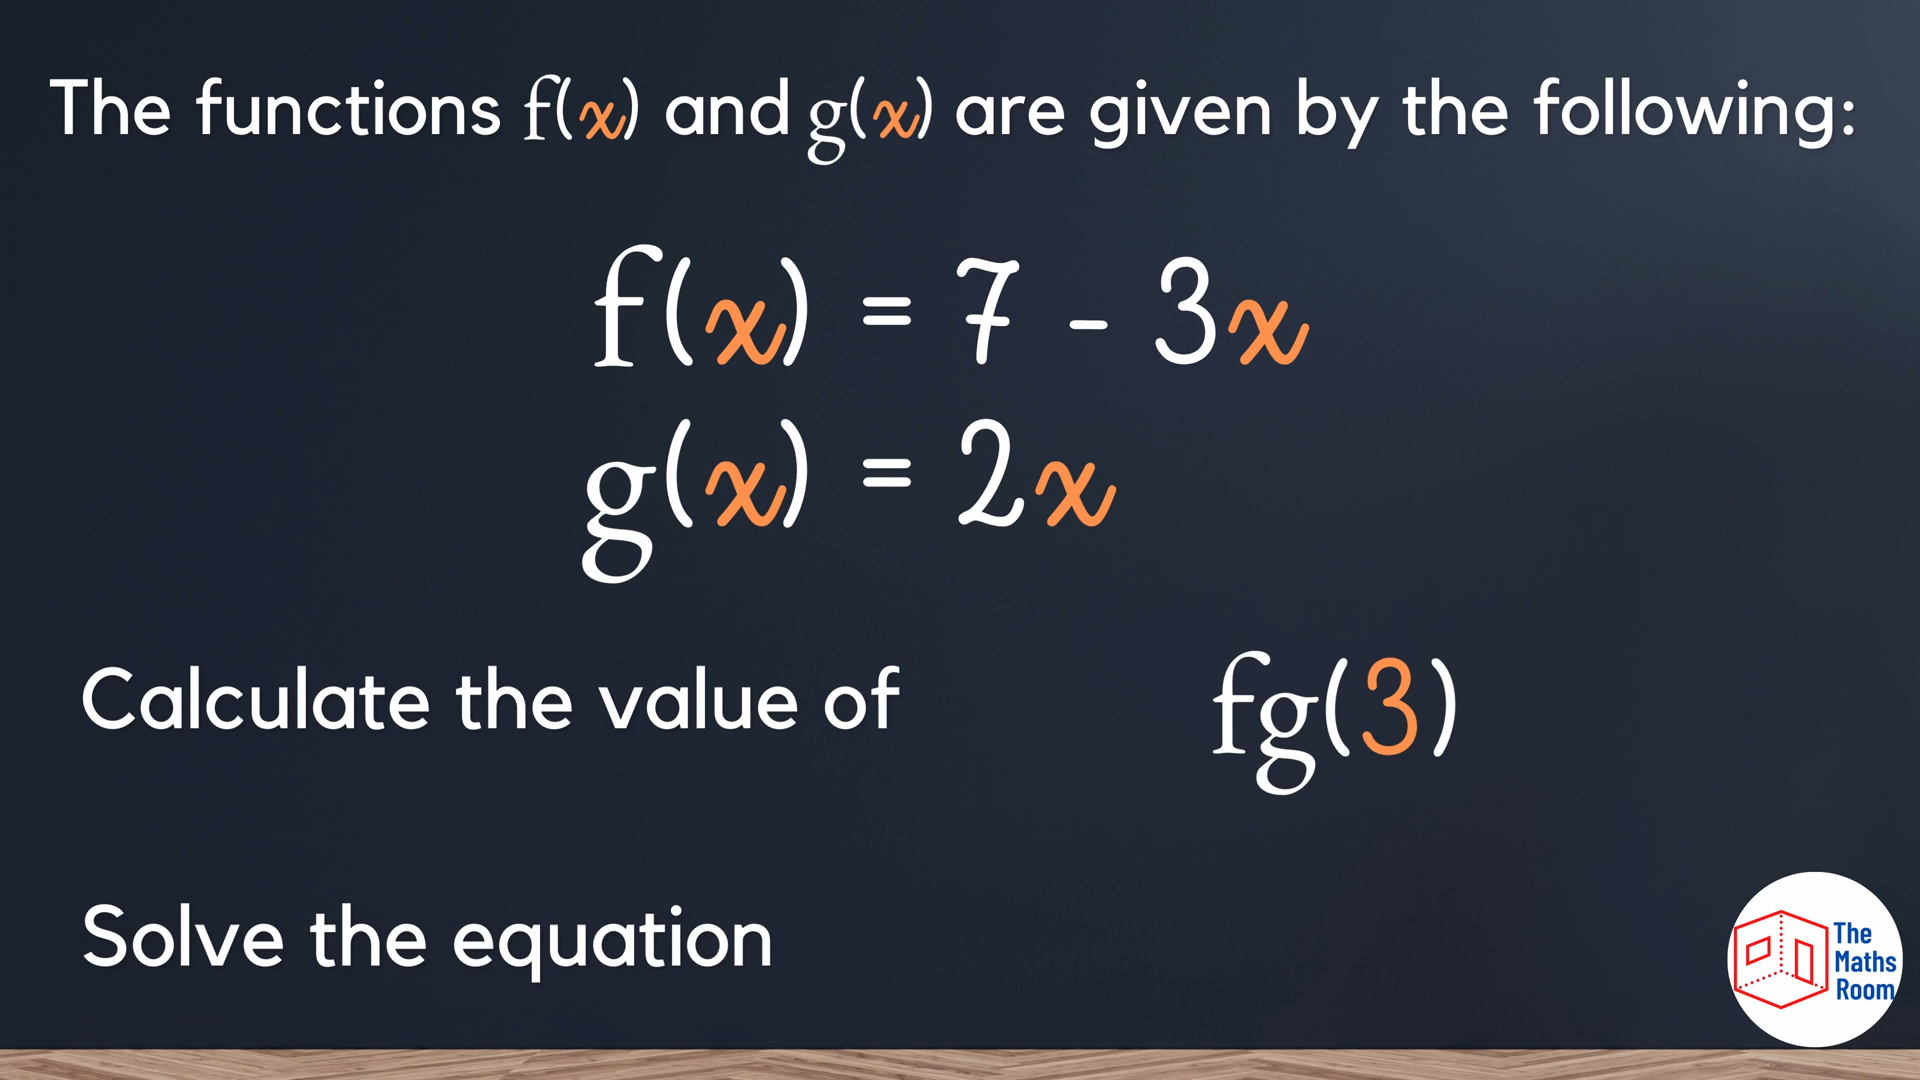 The functions f(x) and g(x) are given by the following:
f(x) = 7 - 3x
g(x) = 2x
Calculate the value of fg(3)
Solve the equation
The
Maths
Room